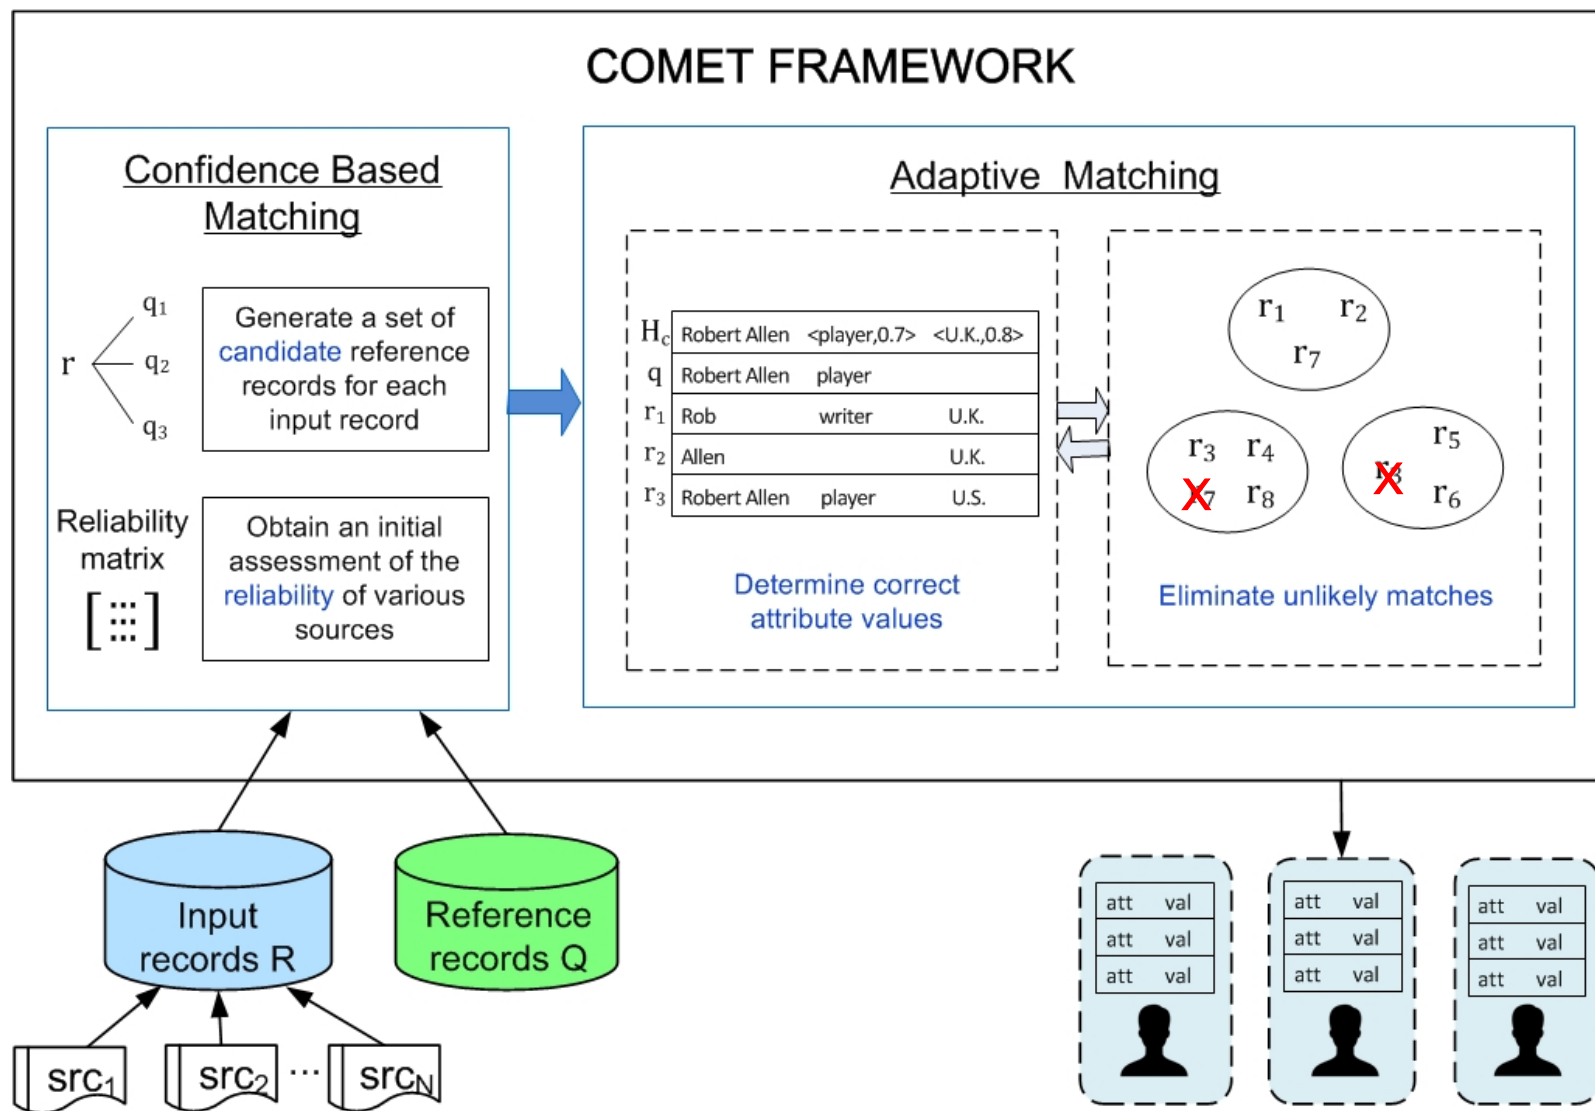 COMET FRAMEWORK
Confidence Based
Matching
r
q1
q2
q3
Generate a set of
candidate reference
records for each
input record
Reliability
matrix
Obtain an initial
assessment of the
reliability of various
sources
Adaptive Matching
Hc Robert Allen <player,0.7> <U.K.,0.8>
q Robert Allen player
r1 Rob writer U.K.
r2 Allen U.K.
r3 Robert Allen player U.S.
Determine correct
attribute values
r1 r2
r7
r3 r4
r7 r8
r5
r3
r6
Eliminate unlikely matches
Input
records R
Reference
records Q
src1 src2 ... srcN
att val
att val
att val
att val
att val
att val
att val
att val
att val